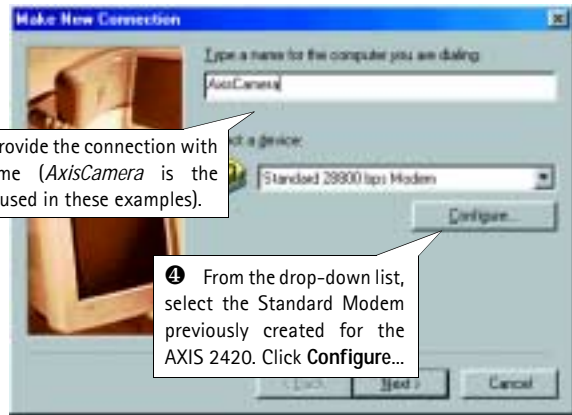 Make New Connection
Type a name for the computer you are dialing:
AxisCamera
rovide the connection with
me (AxisCamera is the
used in these examples).
ct a device:
Standard 28800 bps Modem
Configure...
❹ From the drop-down list,
select the Standard Modem
previously created for the
AXIS 2420. Click Configure...
< Back
Next >
Cancel